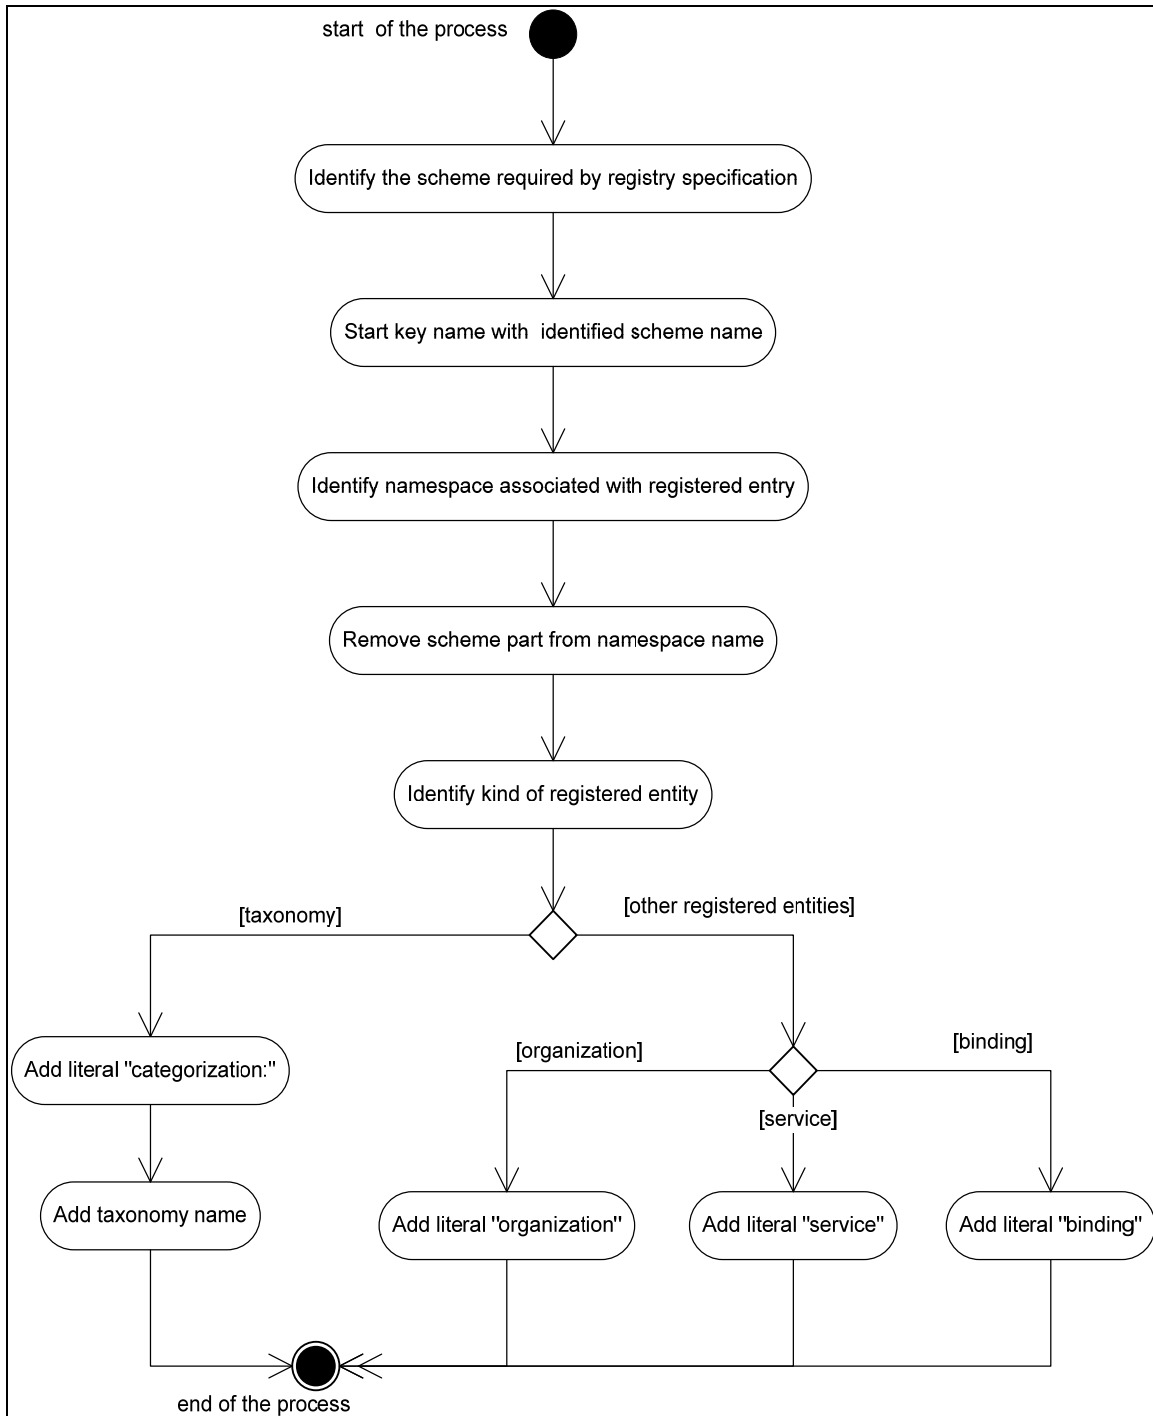 start  of the process
Identify the scheme required by registry specification
Start key name with  identified scheme name
Identify namespace associated with registered entry
Remove scheme part from namespace name
Identify kind of registered entity
[taxonomy]
[other registered entities]
[organization]
[binding]
Add literal "categorization:"
[service]
Add taxonomy name
Add literal "organization"
Add literal "service"
Add literal "binding"
end of the process